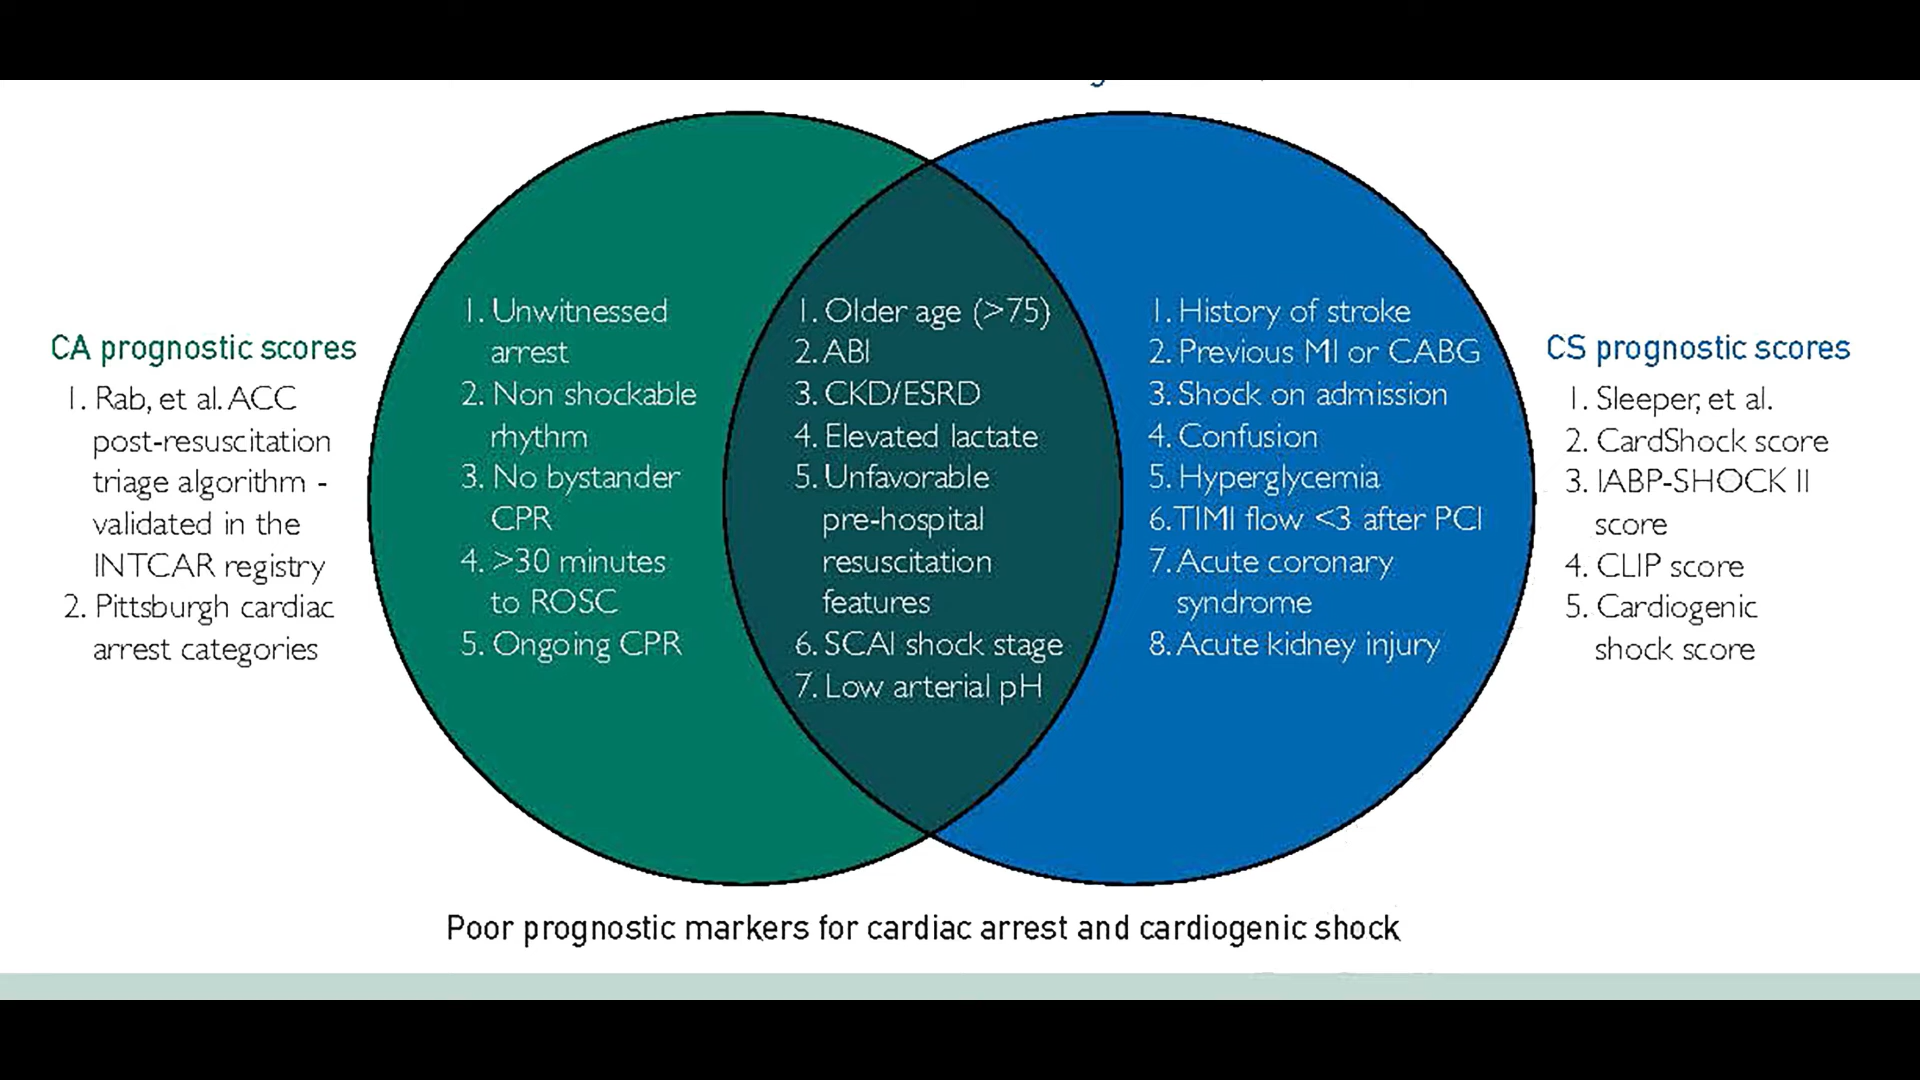 CA prognostic scores
1. Rab, et al. ACC
post-resuscitation
triage algorithm -
validated in the
INTCAR registry
2. Pittsburgh cardiac
arrest categories
1. Unwitnessed
arrest
2. Non shockable
rhythm
3. No bystander
CPR
4. >30 minutes
to ROSC
5. Ongoing CPR
1. Older age (>75)
2. ABI
3. CKD/ESRD
4. Elevated lactate
5. Unfavorable
pre-hospital
resuscitation
features
6. SCAI shock stage
7. Low arterial pH
1. History of stroke
2. Previous MI or CABG
3. Shock on admission
4. Confusion
5. Hyperglycemia
6. TIMI flow <3 after PCI
7. Acute coronary
syndrome
8. Acute kidney injury
CS prognostic scores
1. Sleeper, et al.
2. CardShock score
3. IABP-SHOCK II
score
4. CLIP score
5. Cardiogenic
shock score
Poor prognostic markers for cardiac arrest and cardiogenic shock